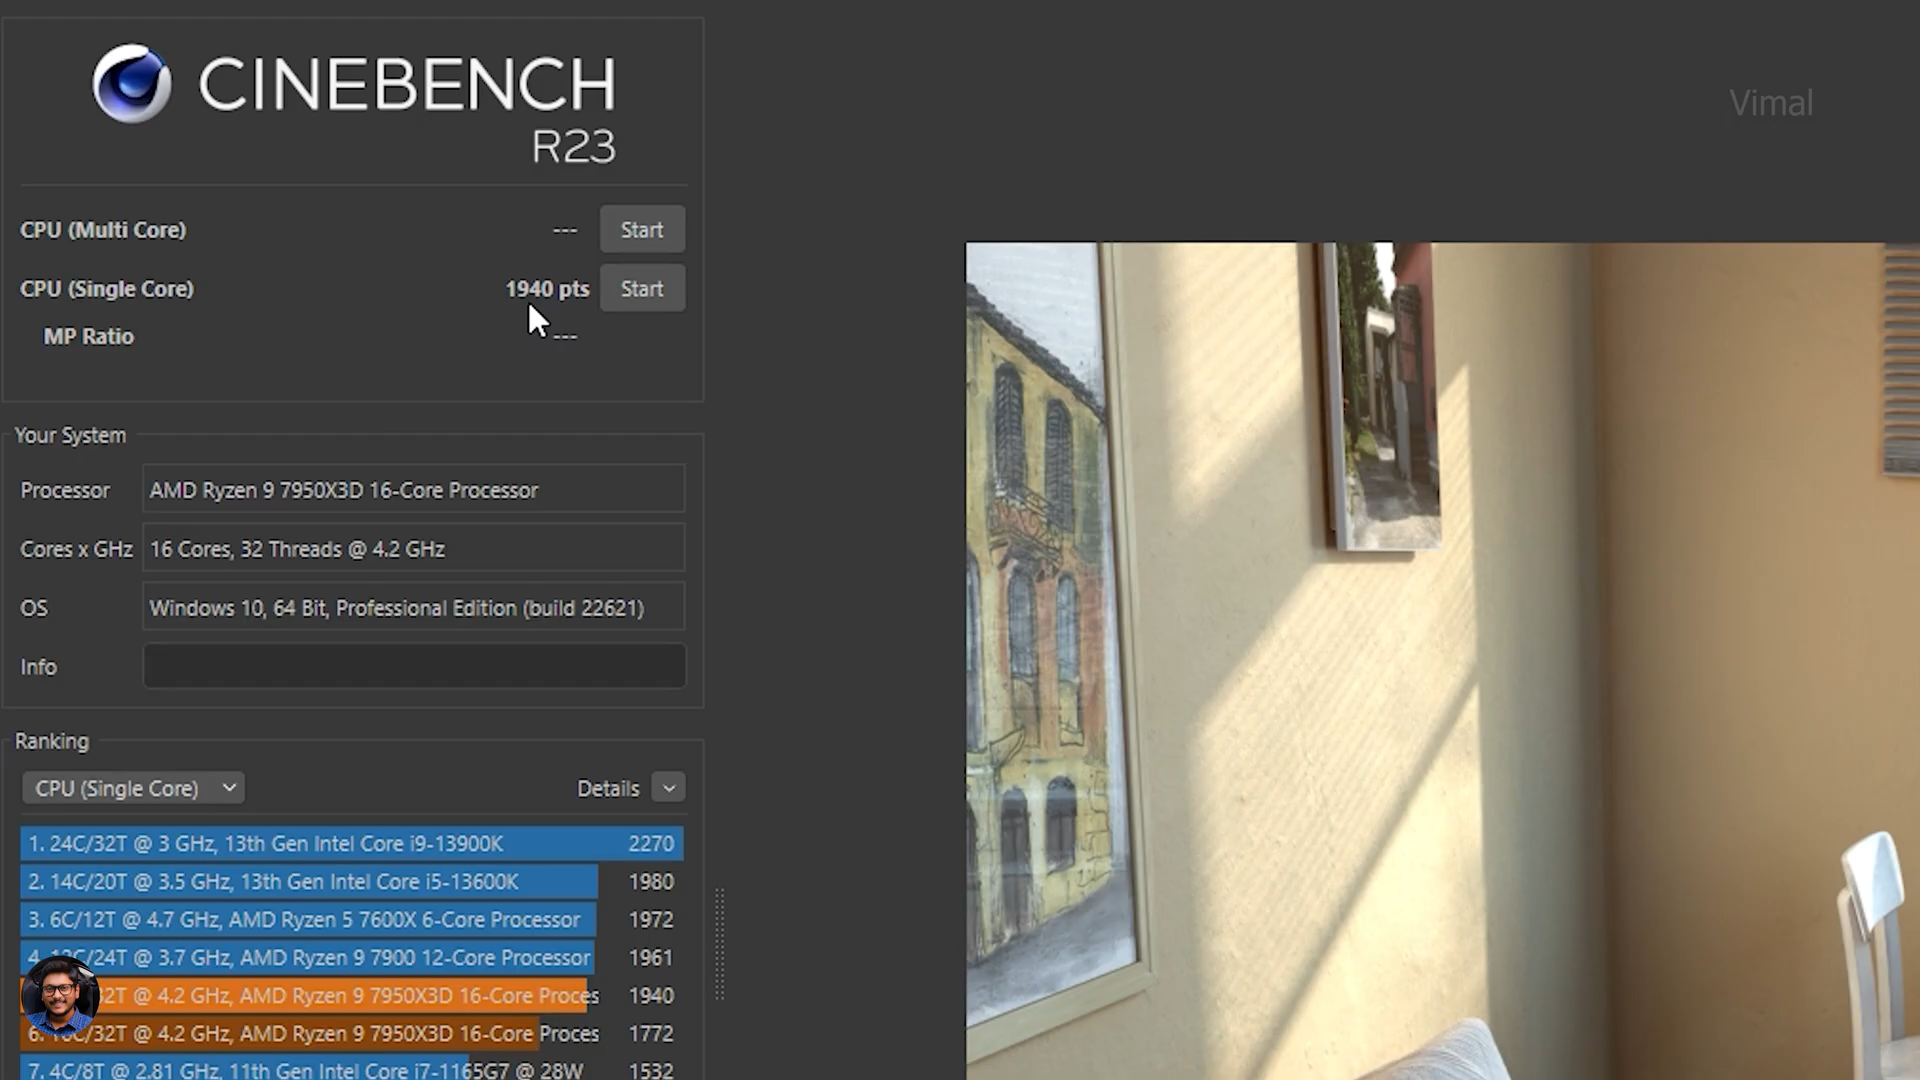 CINEBENCH
R23
Vimal
CPU (Multi Core) --- Start
CPU (Single Core) 1940 pts Start
MP Ratio ---
Your System
Processor AMD Ryzen 9 7950X3D 16-Core Processor
Cores x GHz 16 Cores, 32 Threads @ 4.2 GHz
OS Windows 10, 64 Bit, Professional Edition (build 22621)
Info
Ranking
CPU (Single Core) Details
1. 24C/32T @ 3 GHz, 13th Gen Intel Core i9-13900K 2270
2. 14C/20T @ 3.5 GHz, 13th Gen Intel Core i5-13600K 1980
3. 6C/12T @ 4.7 GHz, AMD Ryzen 5 7600X 6-Core Processor 1972
4. 12C/24T @ 3.7 GHz, AMD Ryzen 9 7900 12-Core Processor 1961
32T @ 4.2 GHz, AMD Ryzen 9 7950X3D 16-Core Proces 1940
6. 16C/32T @ 4.2 GHz, AMD Ryzen 9 7950X3D 16-Core Proces 1772
7. 4C/8T @ 2.81 GHz, 11th Gen Intel Core i7-1165G7 @ 28W 1532